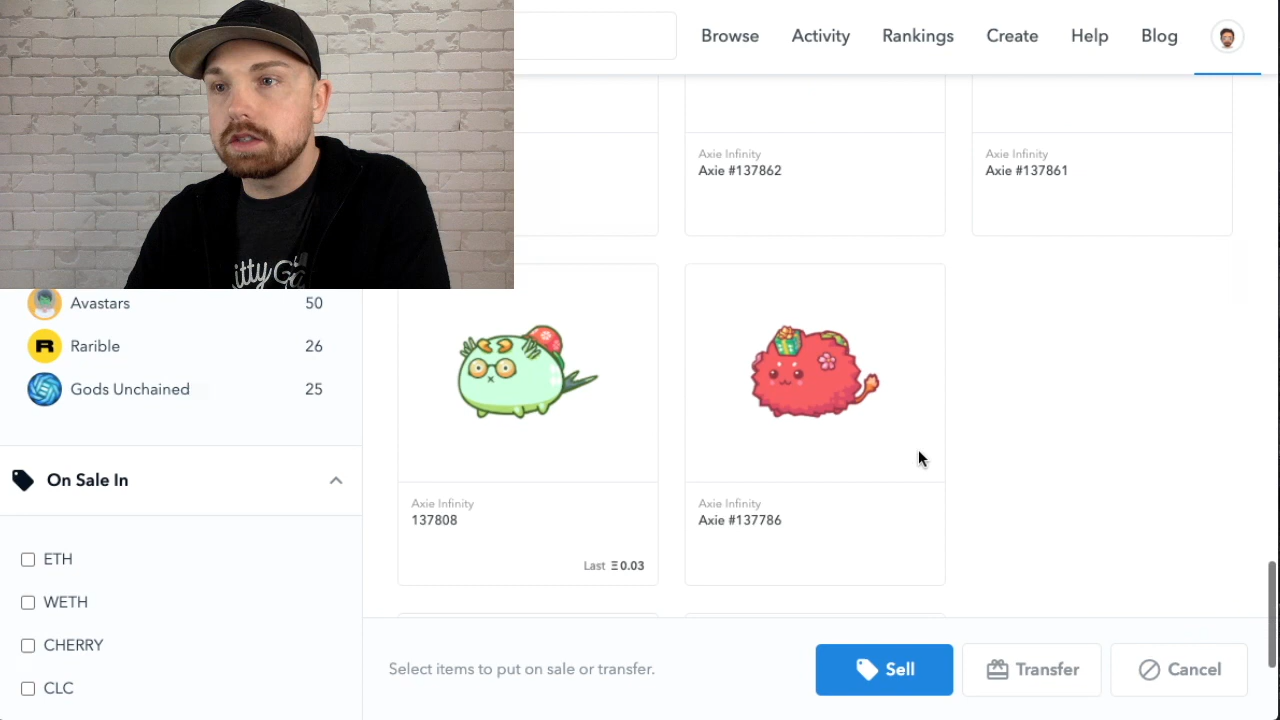 Browse
Activity
Rankings
Create
Help
Blog
Axie Infinity
Axie #137862
Axie Infinity
Axie #137861
Avastars 50
R
Rarible 26
Gods Unchained 25
On Sale In
ETH
WETH
CHERRY
CLC
Axie Infinity
137808
Last Ξ 0.03
Axie Infinity
Axie #137786
Select items to put on sale or transfer.
Sell
Transfer
Cancel